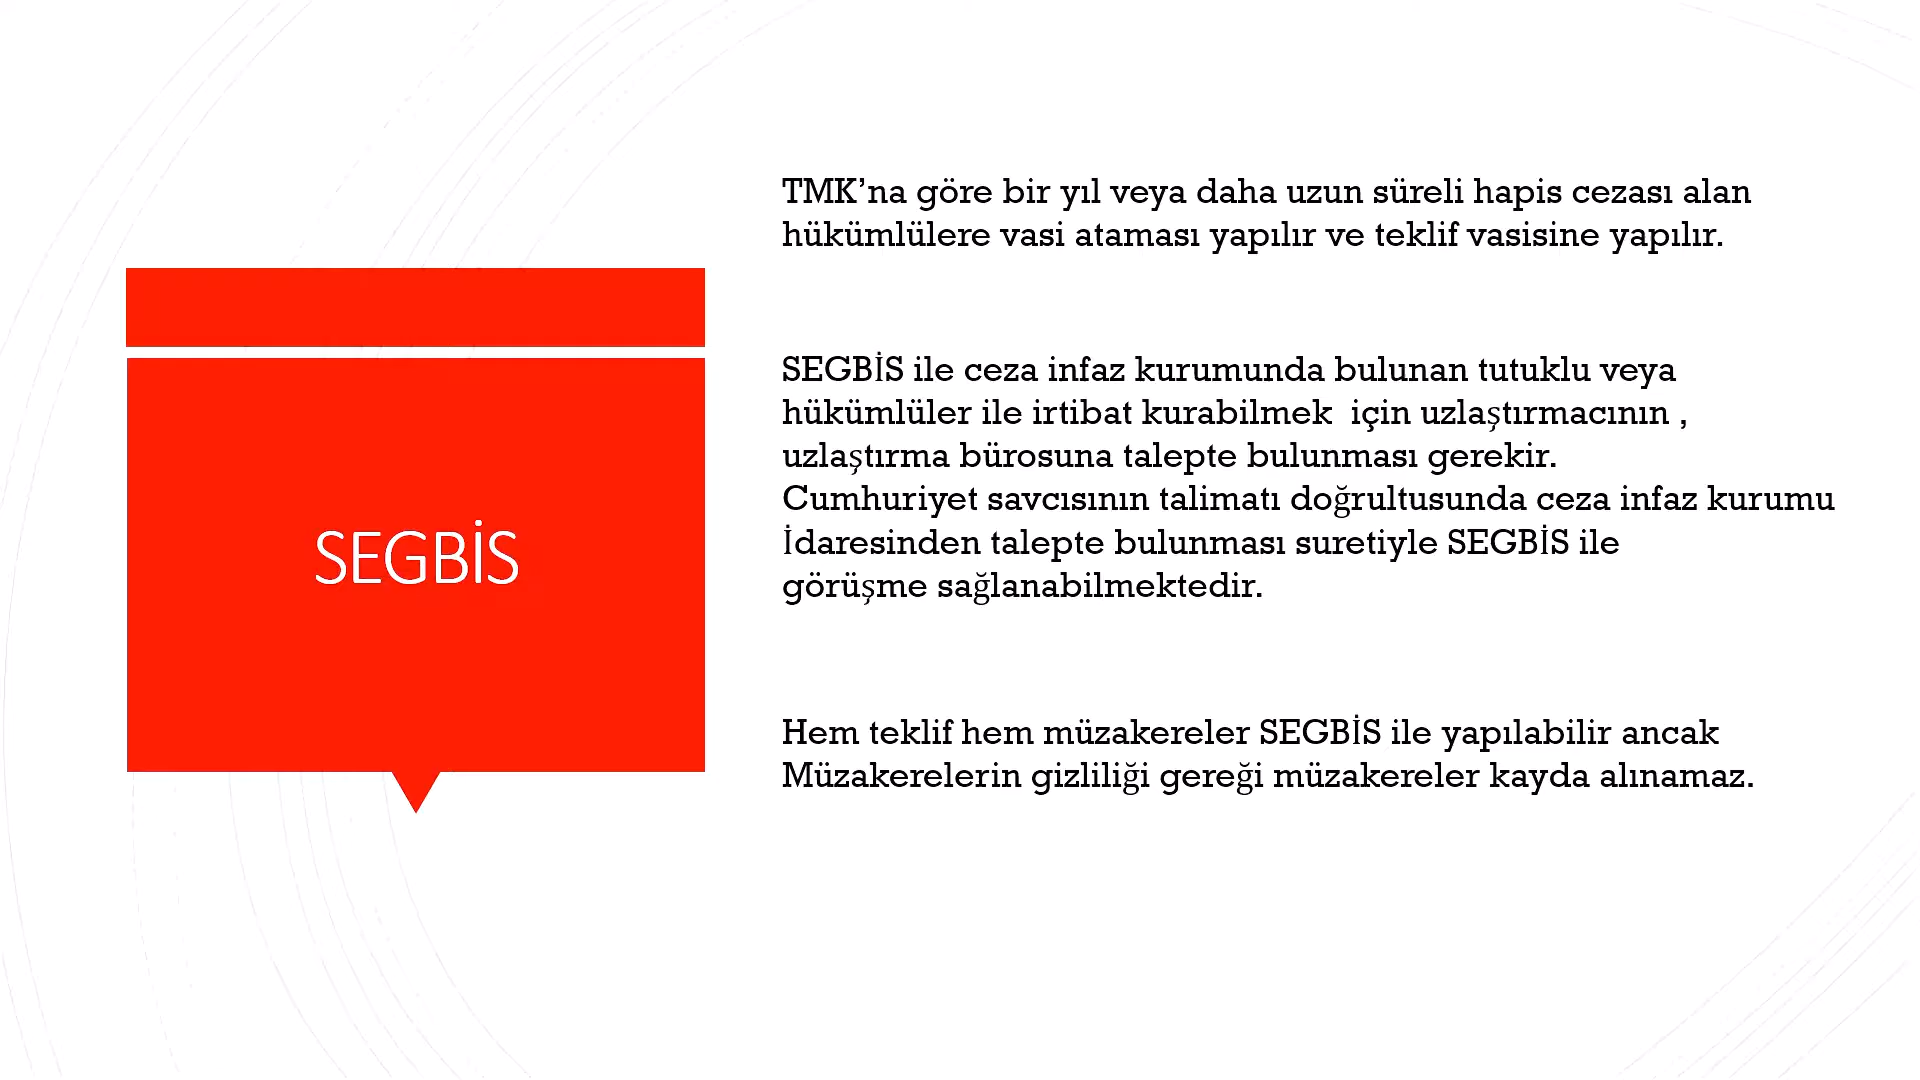 SEGBİS
TMK’na göre bir yıl veya daha uzun süreli hapis cezası alan
hükümlülere vasi ataması yapılır ve teklif vasisine yapılır.
SEGBİS ile ceza infaz kurumunda bulunan tutuklu veya
hükümlüler ile irtibat kurabilmek  için uzlaştırmacının ,
uzlaştırma bürosuna talepte bulunması gerekir.
Cumhuriyet savcısının talimatı doğrultusunda ceza infaz kurumu
İdaresinden talepte bulunması suretiyle SEGBİS ile
görüşme sağlanabilmektedir.
Hem teklif hem müzakereler SEGBİS ile yapılabilir ancak
Müzakerelerin gizliliği gereği müzakereler kayda alınamaz.